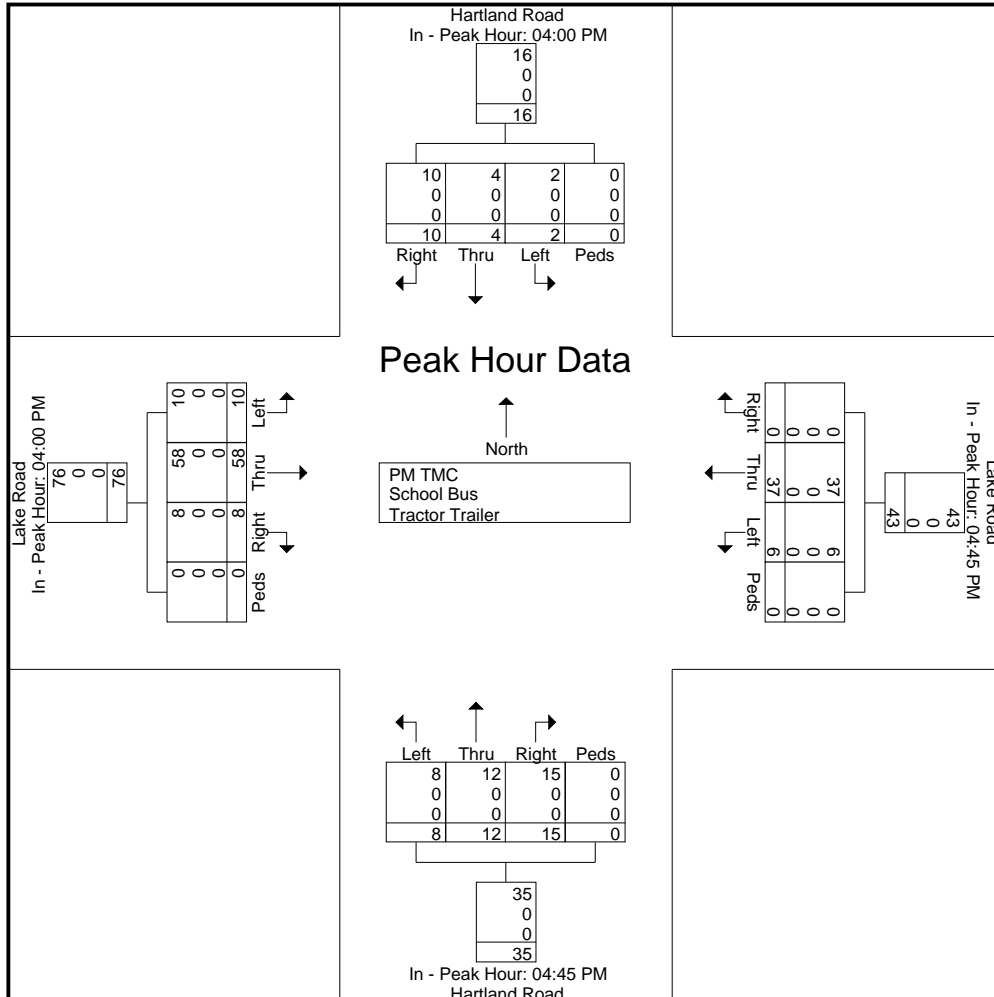 Hartland Road
In - Peak Hour: 04:00 PM
16
0
0
16
10 4 2 0
0 0 0 0
0 0 0 0
10 4 2 0
Right Thru Left Peds
Peak Hour Data
North
PM TMC
School Bus
Tractor Trailer
Lake Road
In - Peak Hour: 04:00 PM
76
0
0
76
10 0 0 10 Left
58 0 0 58 Thru
8 0 0 8 Right
0 0 0 0 Peds
Right 0 0 0 0
Thru 37 0 0 37
Left 6 0 0 6
Peds 0 0 0 0
43
0
0
43
In - Peak Hour: 04:45 PM
Lake Road
Left Thru Right Peds
8 12 15 0
0 0 0 0
0 0 0 0
8 12 15 0
35
0
0
35
In - Peak Hour: 04:45 PM
Hartland Road